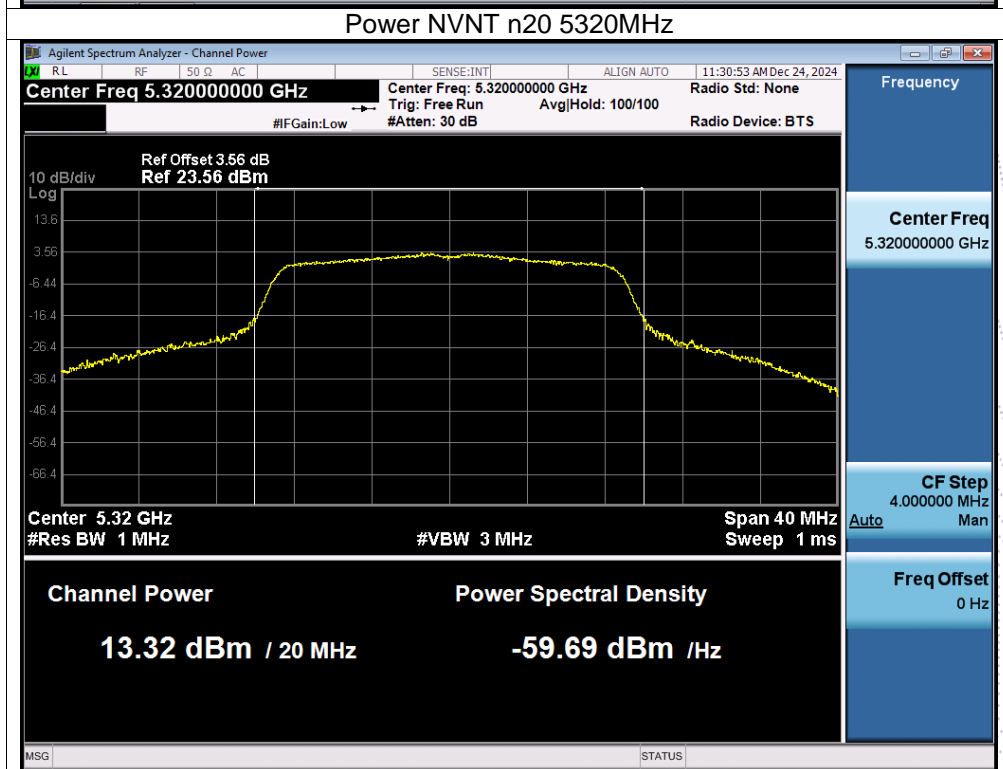 Power NVNT n20 5320MHz
Agilent Spectrum Analyzer - Channel Power
LXI RL RF 50 Ω AC SENSE:INT ALIGN AUTO 11:30:53 AM Dec 24, 2024
Center Freq 5.320000000 GHz
#IFGain:Low
Center Freq: 5.320000000 GHz
Trig: Free Run Avg|Hold: 100/100
#Atten: 30 dB
Radio Std: None
Radio Device: BTS
Ref Offset 3.56 dB
10 dB/div Ref 23.56 dBm
Log
13.6
3.56
-6.44
-16.4
-26.4
-36.4
-46.4
-56.4
-66.4
Center 5.32 GHz Span 40 MHz
#Res BW 1 MHz #VBW 3 MHz Sweep 1 ms
Channel Power Power Spectral Density
13.32 dBm / 20 MHz -59.69 dBm /Hz
Frequency
Center Freq
5.320000000 GHz
CF Step
4.000000 MHz
Auto Man
Freq Offset
0 Hz
MSG STATUS